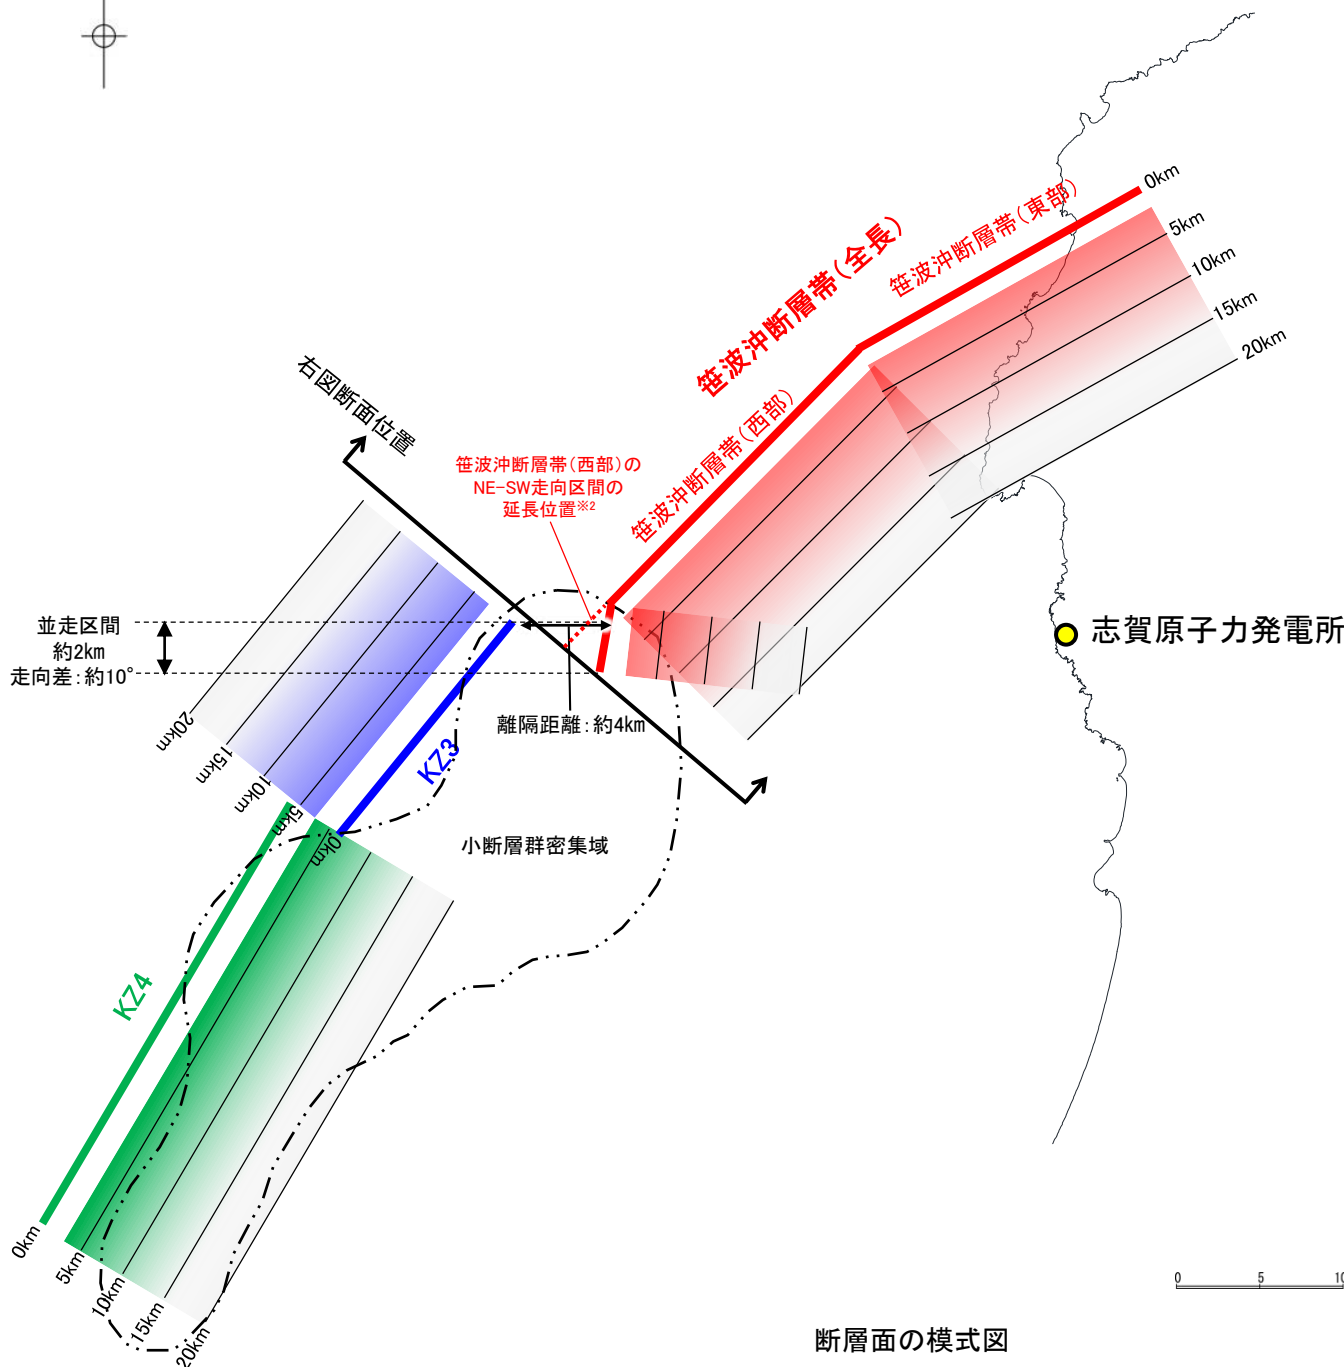 0km
5km
10km
15km
20km
笹波沖断層帯(東部)
笹波沖断層帯(全長)
笹波沖断層帯(西部)
右図断面位置
笹波沖断層帯(西部)の
NE-SW走向区間の
延長位置※2
並走区間
約2km
走向差:約10°
志賀原子力発電所
離隔距離:約4km
KZ3
20km
15km
10km
5km
0km
小断層群密集域
KZ4
0km
5km
10km
15km
20km
0
5
10
断層面の模式図